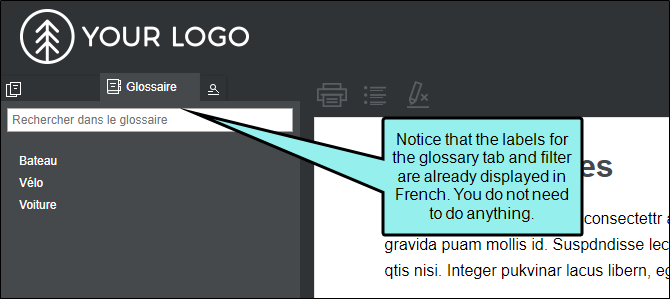 YOUR LOGO
Glossaire
Rechercher dans le glossaire
Bateau
Vélo
Voiture
Notice that the labels for
the glossary tab and filter
are already displayed in
French. You do not need
to do anything.
es
consectettr a
gravida puam mollis id. Suspdndisse lec
qtis nisi. Integer pukvinar lacus libern, eg